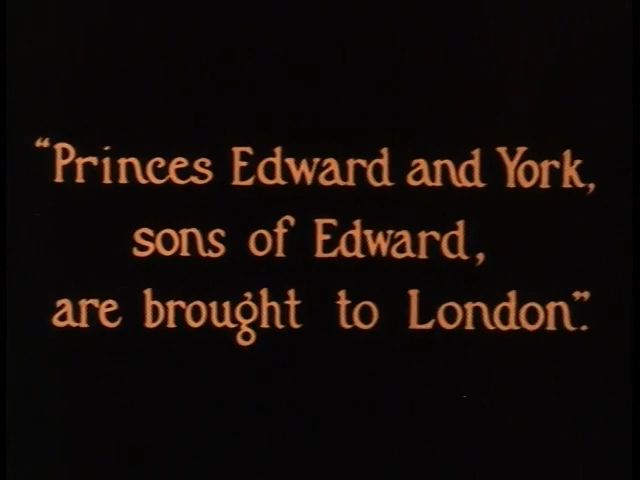 “Princes Edward and York,
sons of Edward,
are brought to London”.